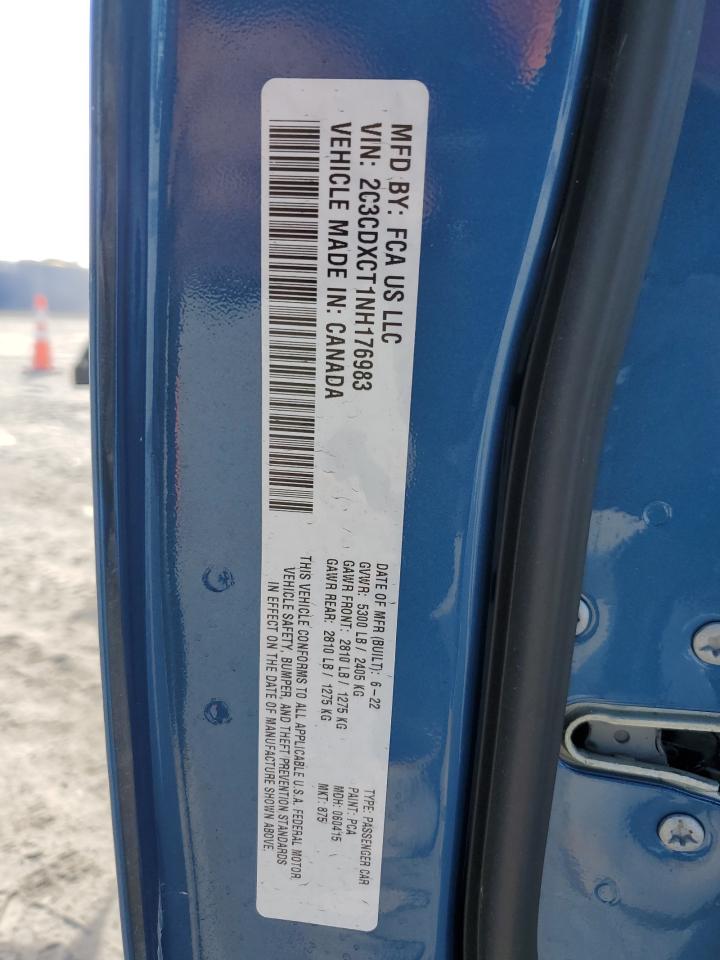 MFD BY: FCA US LLC
VIN: 2C3CDXCT1NH176983
VEHICLE MADE IN: CANADA
DATE OF MFR (BUILT): 6-22
GVWR: 5300 LB / 2405 KG
GAWR FRONT: 2810 LB / 1275 KG
GAWR REAR: 2810 LB / 1275 KG
THIS VEHICLE CONFORMS TO ALL APPLICABLE U.S.A. FEDERAL MOTOR
VEHICLE SAFETY, BUMPER, AND THEFT PREVENTION STANDARDS
IN EFFECT ON THE DATE OF MANUFACTURE SHOWN ABOVE.
TYPE: PASSENGER CAR
PAINT: PCA
MDH: 060415
MKT: 875